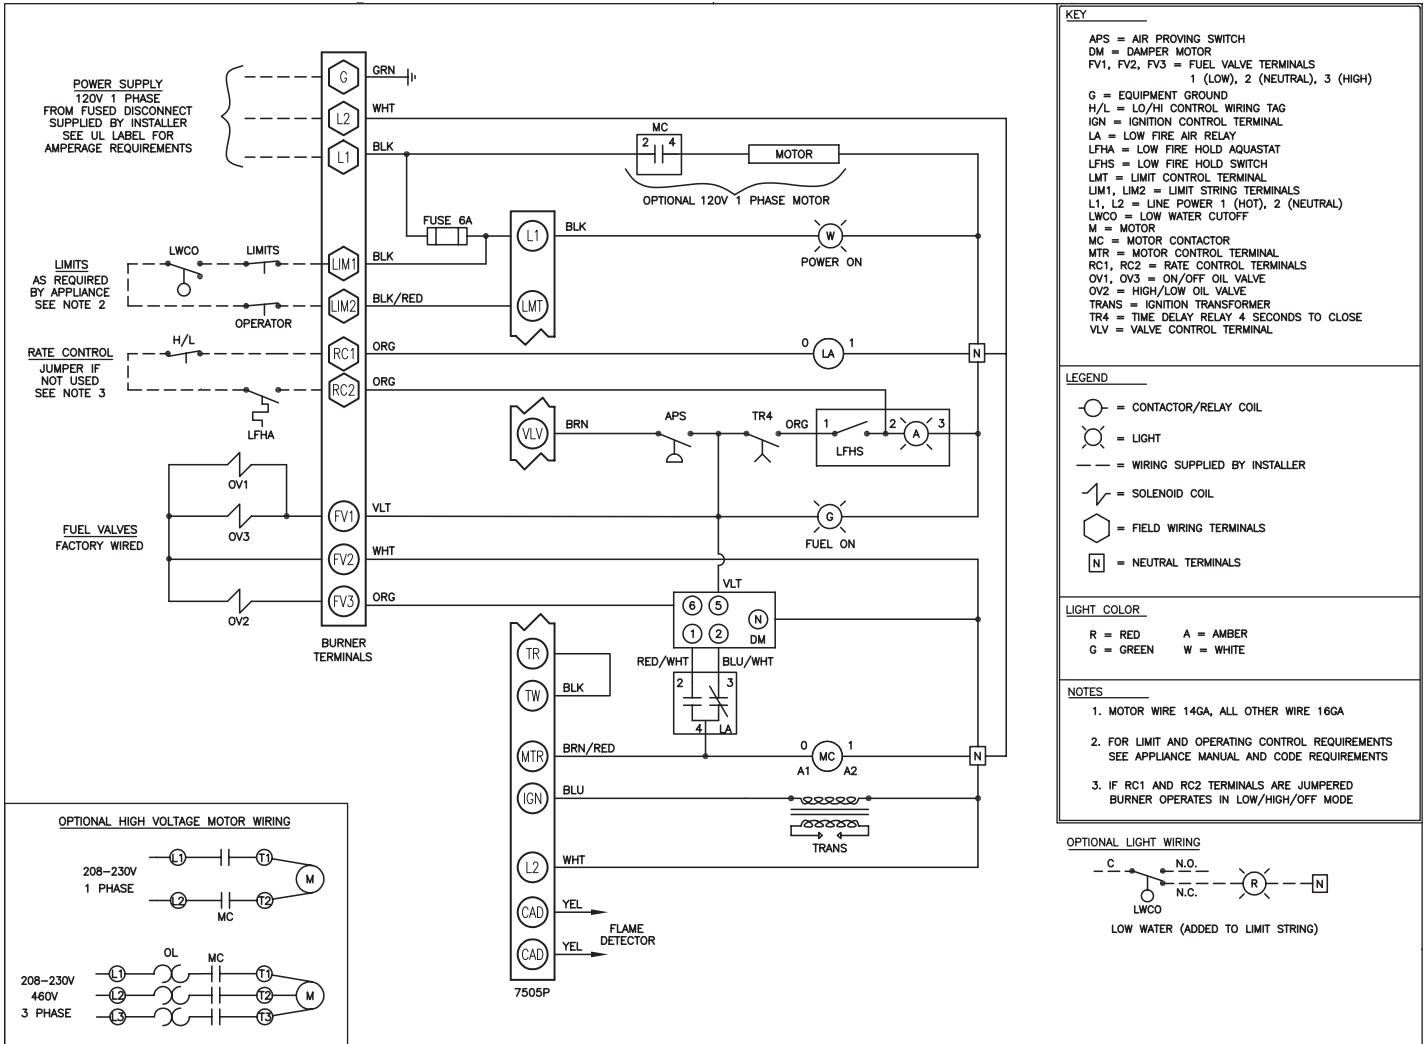 POWER SUPPLY
120V 1 PHASE
FROM FUSED DISCONNECT
SUPPLIED BY INSTALLER
SEE UL LABEL FOR
AMPERAGE REQUIREMENTS
G
GRN
L2
WHT
L1
BLK
MC
2 4
MOTOR
OPTIONAL 120V 1 PHASE MOTOR
FUSE 6A
L1
BLK
W
POWER ON
LIMITS
AS REQUIRED
BY APPLIANCE
SEE NOTE 2
LWCO
LIMITS
OPERATOR
LIM1
BLK
LIM2
BLK/RED
LMT
RATE CONTROL
JUMPER IF
NOT USED
SEE NOTE 3
H/L
LFHA
RC1
ORG
0 LA 1
N
RC2
ORG
VLV
BRN
APS
TR4
ORG
1
LFHS
2
A
3
FUEL VALVES
FACTORY WIRED
OV1
OV3
OV2
FV1
VLT
G
FUEL ON
FV2
WHT
FV3
ORG
BURNER
TERMINALS
VLT
6 5
N
1 2
DM
RED/WHT
BLU/WHT
2 3
4 LA
TR
TW
BLK
MTR
BRN/RED
0 MC 1
A1 A2
N
IGN
BLU
TRANS
L2
WHT
CAD
YEL
CAD
YEL
FLAME
DETECTOR
7505P
OPTIONAL HIGH VOLTAGE MOTOR WIRING
208-230V
1 PHASE
L1
T1
M
L2
MC
T2
208-230V
460V
3 PHASE
OL
MC
L1
T1
L2
T2
M
L3
T3
KEY
APS = AIR PROVING SWITCH
DM = DAMPER MOTOR
FV1, FV2, FV3 = FUEL VALVE TERMINALS
1 (LOW), 2 (NEUTRAL), 3 (HIGH)
G = EQUIPMENT GROUND
H/L = LO/HI CONTROL WIRING TAG
IGN = IGNITION CONTROL TERMINAL
LA = LOW FIRE AIR RELAY
LFHA = LOW FIRE HOLD AQUASTAT
LFHS = LOW FIRE HOLD SWITCH
LMT = LIMIT CONTROL TERMINAL
LIM1, LIM2 = LIMIT STRING TERMINALS
L1, L2 = LINE POWER 1 (HOT), 2 (NEUTRAL)
LWCO = LOW WATER CUTOFF
M = MOTOR
MC = MOTOR CONTACTOR
MTR = MOTOR CONTROL TERMINAL
RC1, RC2 = RATE CONTROL TERMINALS
OV1, OV3 = ON/OFF OIL VALVE
OV2 = HIGH/LOW OIL VALVE
TRANS = IGNITION TRANSFORMER
TR4 = TIME DELAY RELAY 4 SECONDS TO CLOSE
VLV = VALVE CONTROL TERMINAL
LEGEND
= CONTACTOR/RELAY COIL
= LIGHT
= WIRING SUPPLIED BY INSTALLER
= SOLENOID COIL
= FIELD WIRING TERMINALS
N = NEUTRAL TERMINALS
LIGHT COLOR
R = RED A = AMBER
G = GREEN W = WHITE
NOTES
1. MOTOR WIRE 14GA, ALL OTHER WIRE 16GA
2. FOR LIMIT AND OPERATING CONTROL REQUIREMENTS
SEE APPLIANCE MANUAL AND CODE REQUIREMENTS
3. IF RC1 AND RC2 TERMINALS ARE JUMPERED
BURNER OPERATES IN LOW/HIGH/OFF MODE
OPTIONAL LIGHT WIRING
C
N.O.
N.C.
LWCO
R
N
LOW WATER (ADDED TO LIMIT STRING)